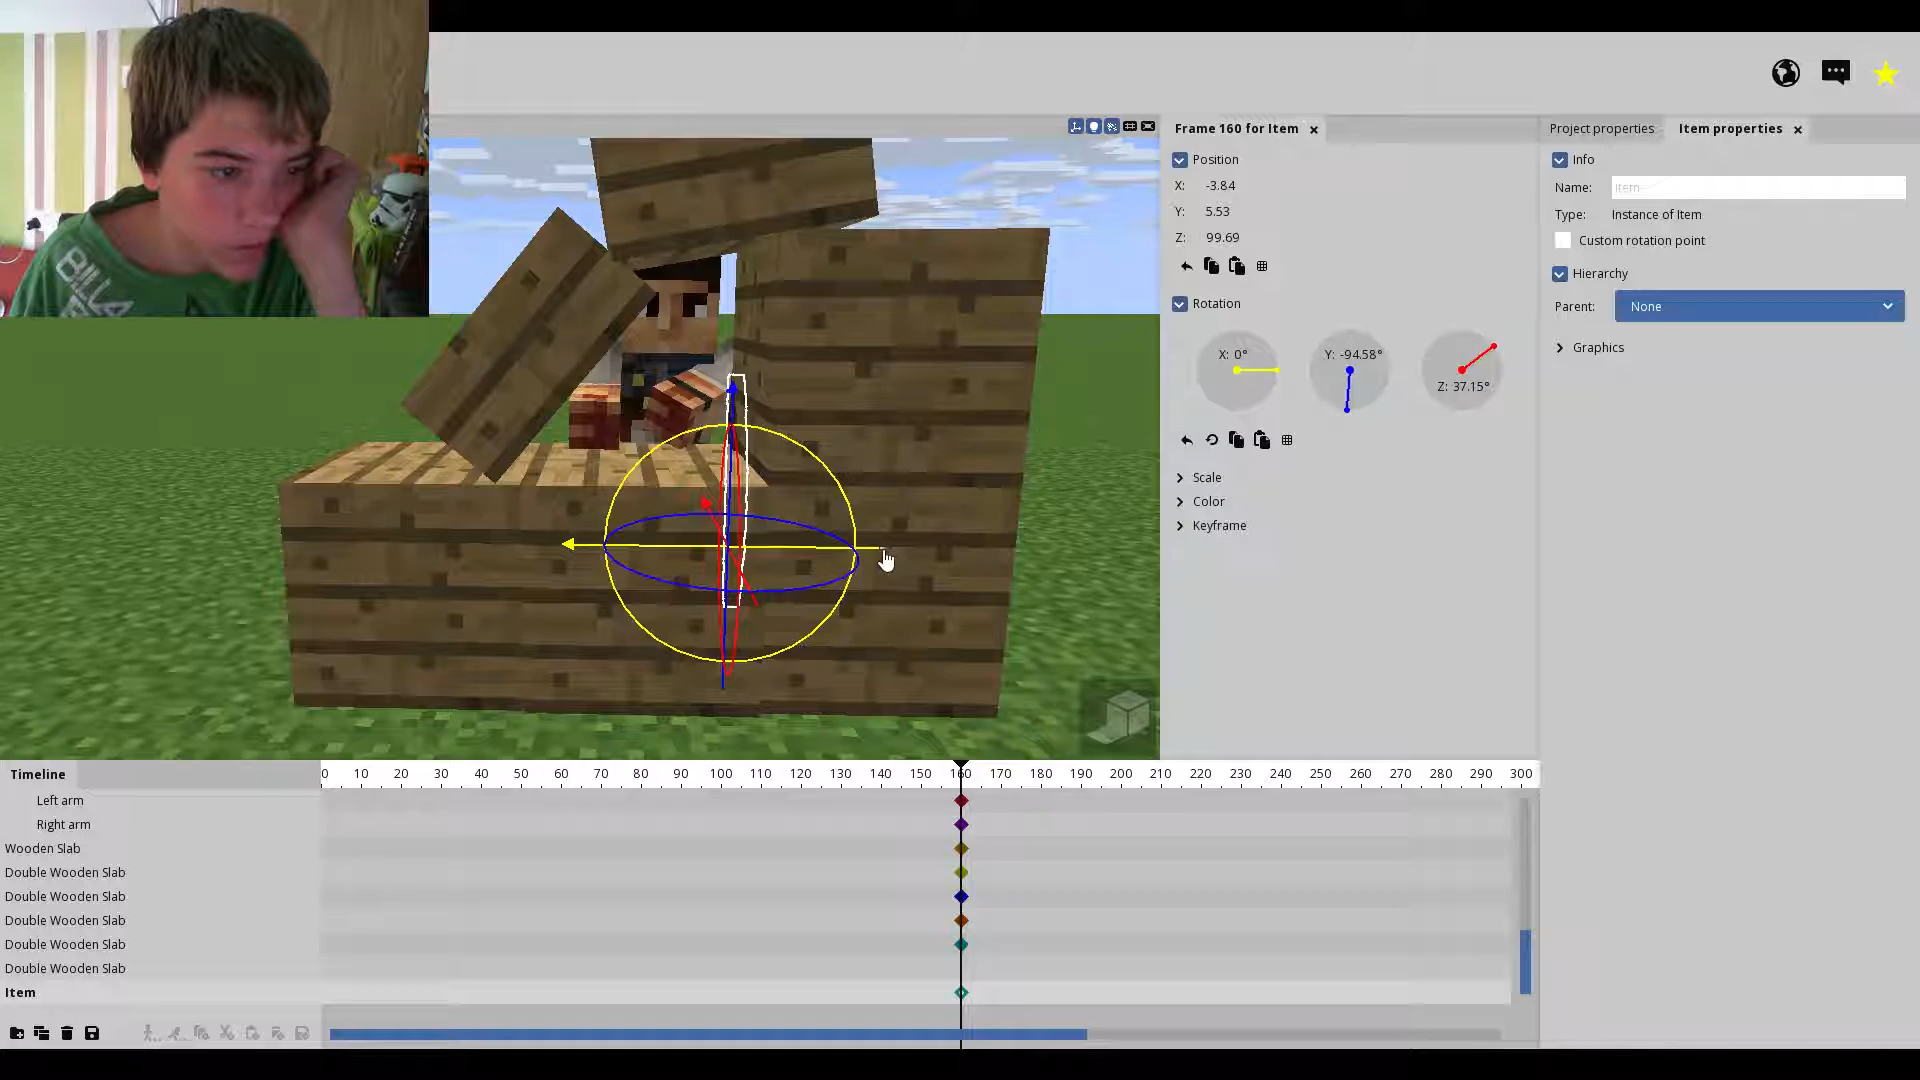 BILLA
Frame 160 for Item
Position
X: -3.84
Y: 5.53
Z: 99.69
Rotation
X: 0°
Y: -94.58°
Z: 37.15°
Scale
Color
Keyframe
Project properties Item properties
Info
Name: Item
Type: Instance of Item
Custom rotation point
Hierarchy
Parent: None
Graphics
Timeline
0 10 20 30 40 50 60 70 80 90 100 110 120 130 140 150 160 170 180 190 200 210 220 230 240 250 260 270 280 290 300
Left arm
Right arm
Wooden Slab
Double Wooden Slab
Double Wooden Slab
Double Wooden Slab
Double Wooden Slab
Double Wooden Slab
Item